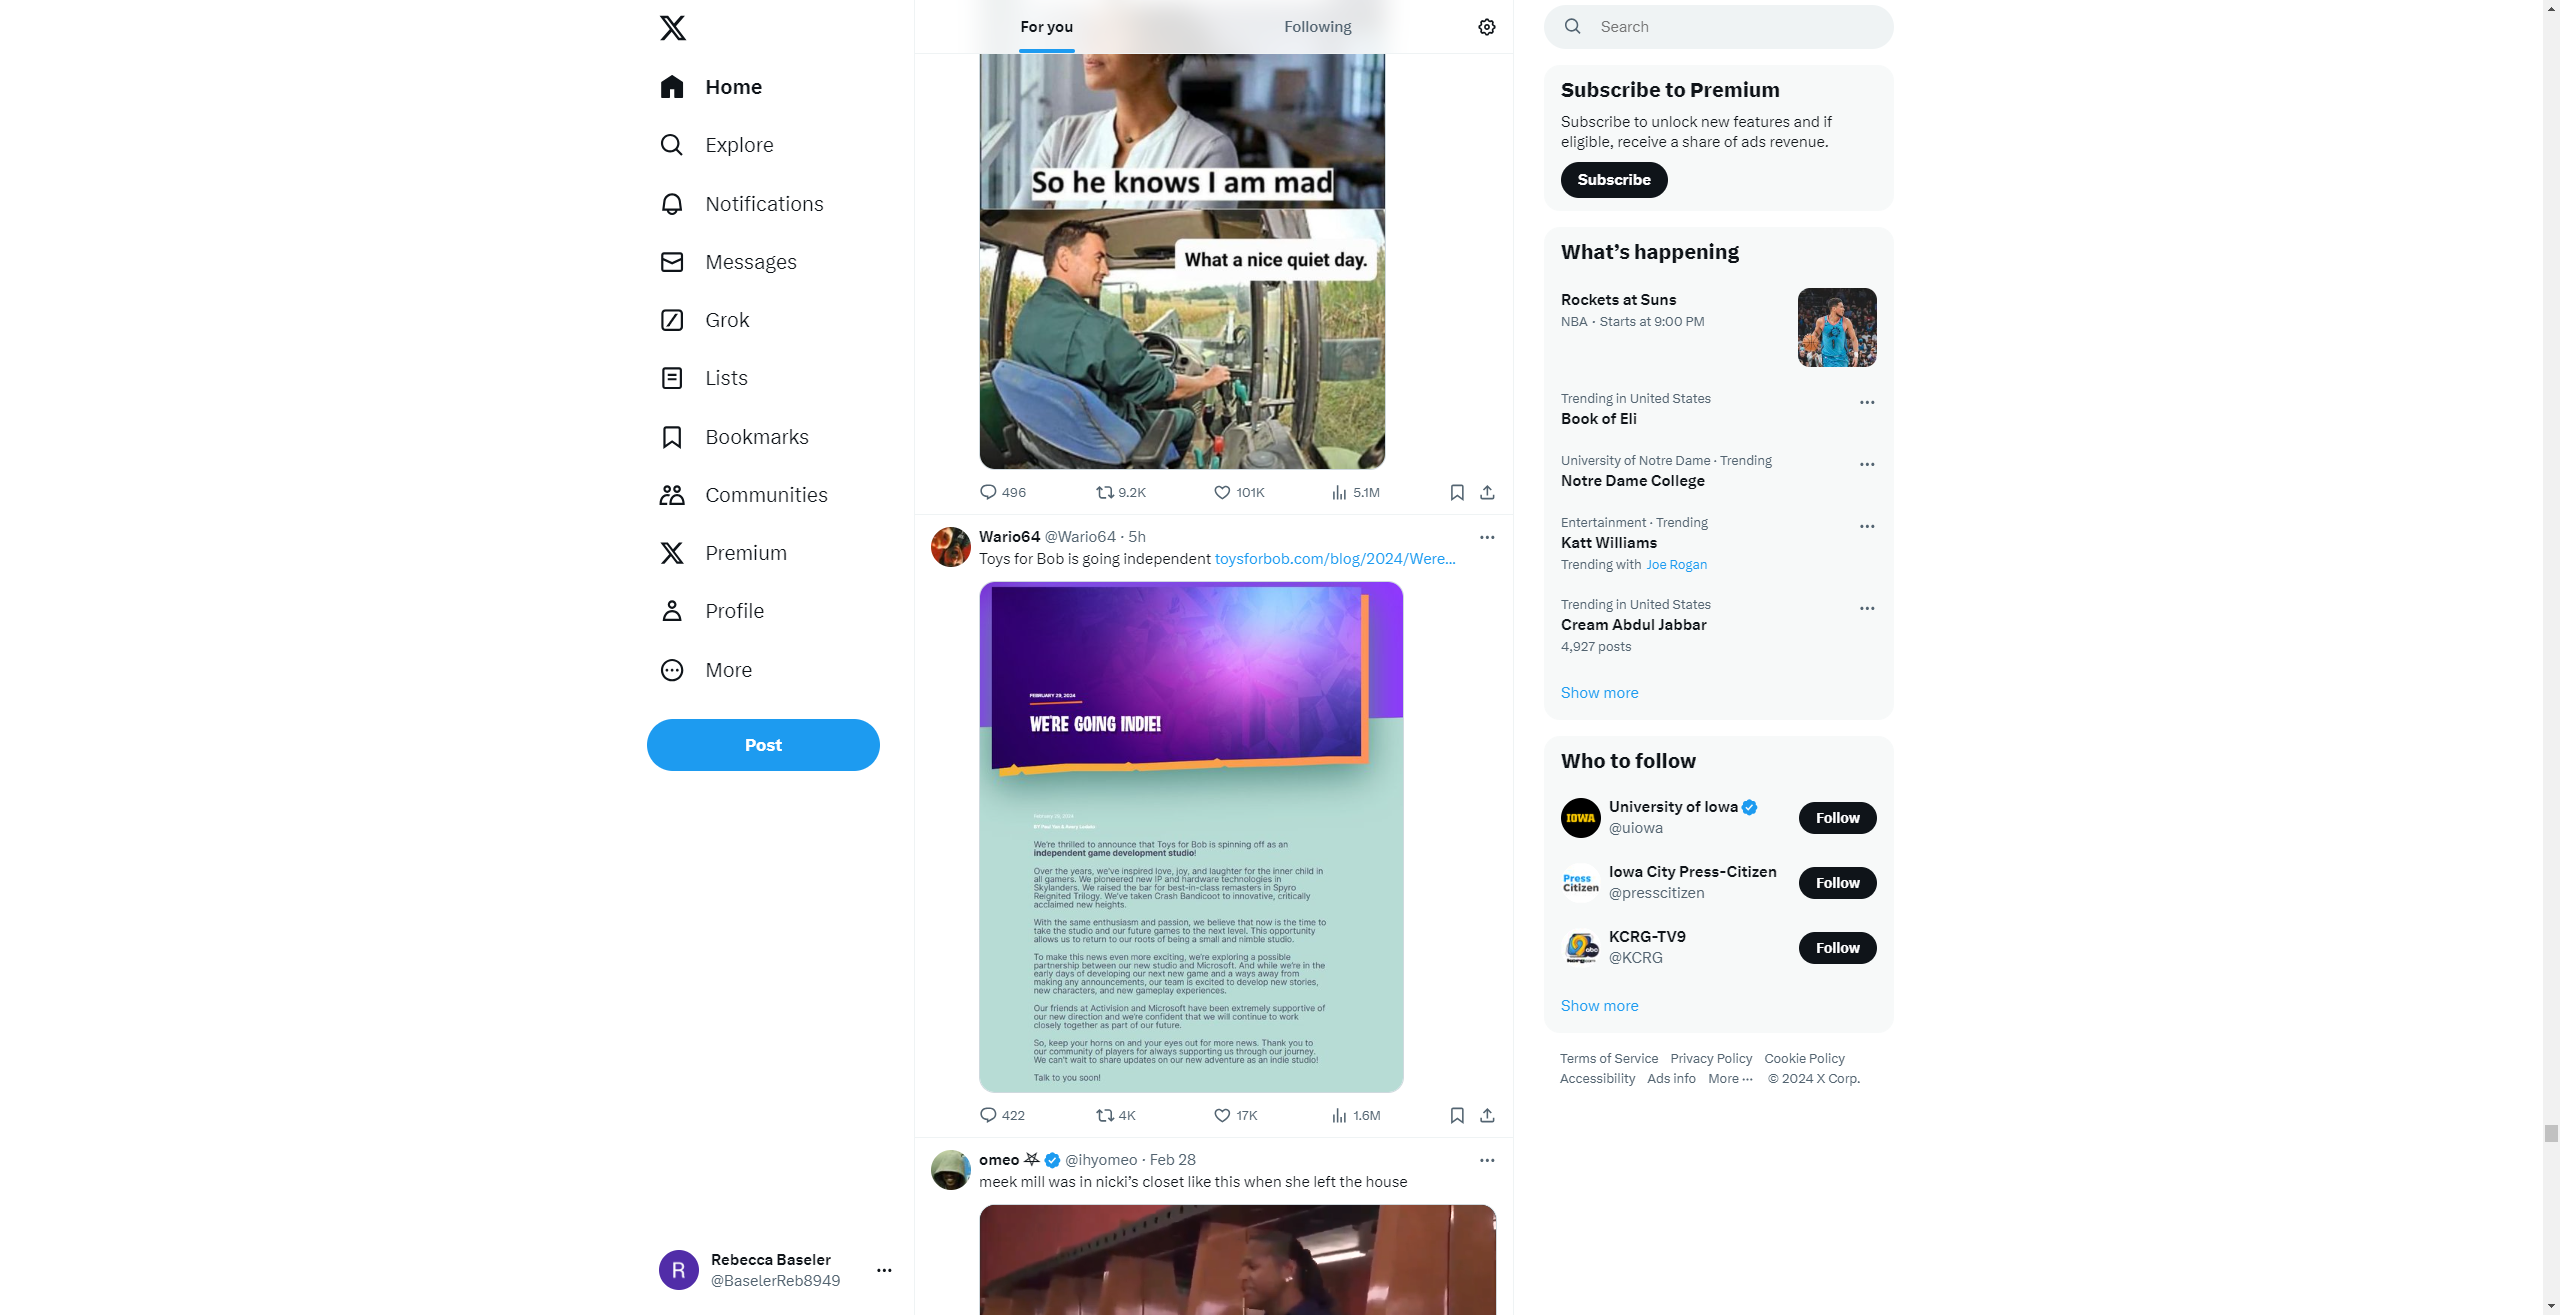 Home
Explore
Notifications
Messages
Grok
Lists
Bookmarks
Communities
Premium
Profile
More
Post
Rebecca Baseler
@BaselerReb8949
For you
Following
So he knows I am mad
What a nice quiet day.
496 9.2K 101K 5.1M
Wario64 @Wario64 · 5h
Toys for Bob is going independent toysforbob.com/blog/2024/Were...
FEBRUARY 29, 2024
WE'RE GOING INDIE!
February 29, 2024
We're thrilled to announce that Toys for Bob is spinning off as an
independent game development studio!
Over the years, we've inspired love, joy, and laughter for the inner child in
all gamers. We pioneered new IP and hardware technologies in
Skylanders. We raised the bar for best-in-class remasters in Spyro
Reignited Trilogy. We've taken Crash Bandicoot to innovative, critically
acclaimed new heights.
With the same enthusiasm and passion, we believe that now is the time to
take the studio and our future games to the next level. This opportunity
allows us to return to our roots of being a small and nimble studio.
To make this news even more exciting, we're exploring a possible
partnership between our new studio and Microsoft. And while we're in the
early days of developing our next new game and a ways away from
making any announcements, our team is excited to develop new stories,
new characters, and new gameplay experiences.
Our friends at Activision and Microsoft have been extremely supportive of
our new direction and we're confident that we will continue to work
closely together as part of our future.
So, keep your horns on and your eyes out for more news. Thank you to
our community of players for always supporting us through our journey.
We can't wait to share updates on our new adventure as an indie studio!
Talk to you soon!
422 4K 17K 1.6M
omeo @ihyomeo · Feb 28
meek mill was in nicki's closet like this when she left the house
Search
Subscribe to Premium
Subscribe to unlock new features and if
eligible, receive a share of ads revenue.
Subscribe
What's happening
Rockets at Suns
NBA · Starts at 9:00 PM
Trending in United States
Book of Eli
University of Notre Dame · Trending
Notre Dame College
Entertainment · Trending
Katt Williams
Trending with Joe Rogan
Trending in United States
Cream Abdul Jabbar
4,927 posts
Show more
Who to follow
IOWA
University of Iowa
@uiowa
Follow
Press
Citizen
Iowa City Press-Citizen
@presscitizen
Follow
KCRG-TV9
@KCRG
Follow
Show more
Terms of Service Privacy Policy Cookie Policy
Accessibility Ads info More ··· © 2024 X Corp.